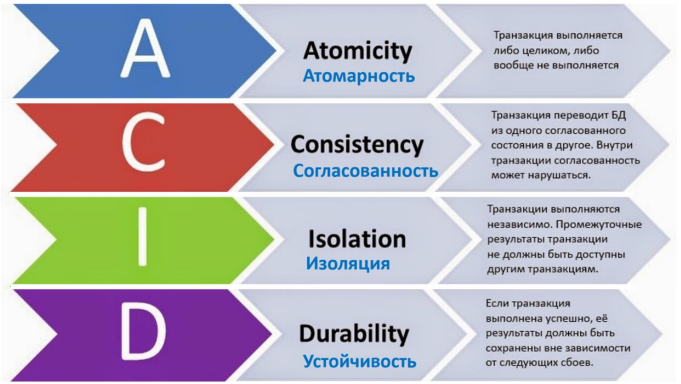 A
Atomicity
Атомарность
Транзакция выполняется
либо целиком, либо
вообще не выполняется
C
Consistency
Согласованность
Транзакция переводит БД
из одного согласованного
состояния в другое. Внутри
транзакции согласованность
может нарушаться.
I
Isolation
Изоляция
Транзакции выполняются
независимо. Промежуточные
результаты транзакции
не должны быть доступны
другим транзакциям.
D
Durability
Устойчивость
Если транзакция
выполнена успешно, её
результаты должны быть
сохранены вне зависимости
от следующих сбоев.